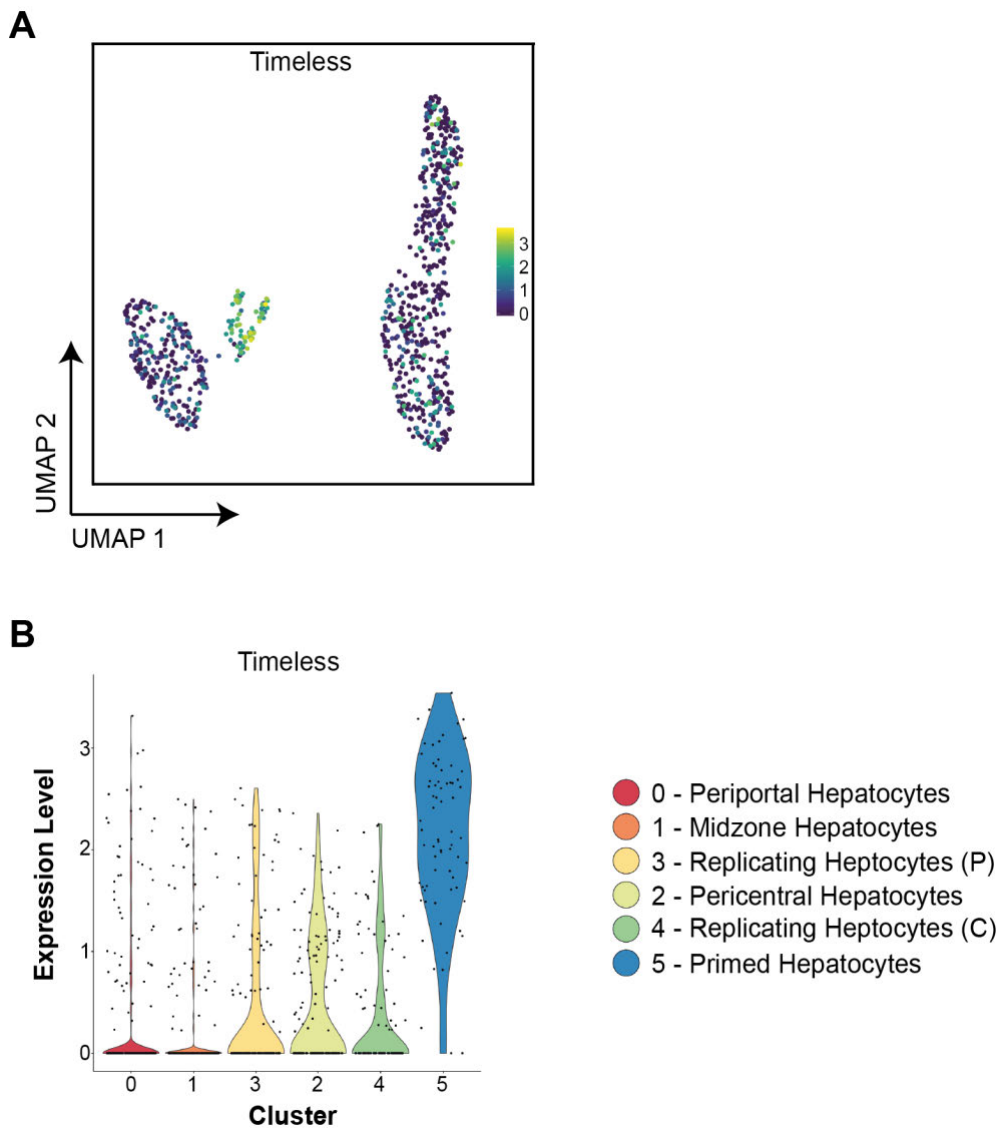 A
Timeless
3
2
1
0
UMAP 2
UMAP 1
B
Timeless
Expression Level
3
2
1
0
0 1 3 2 4 5
Cluster
0 - Periportal Hepatocytes
1 - Midzone Hepatocytes
3 - Replicating Heptocytes (P)
2 - Pericentral Hepatocytes
4 - Replicating Heptocytes (C)
5 - Primed Hepatocytes